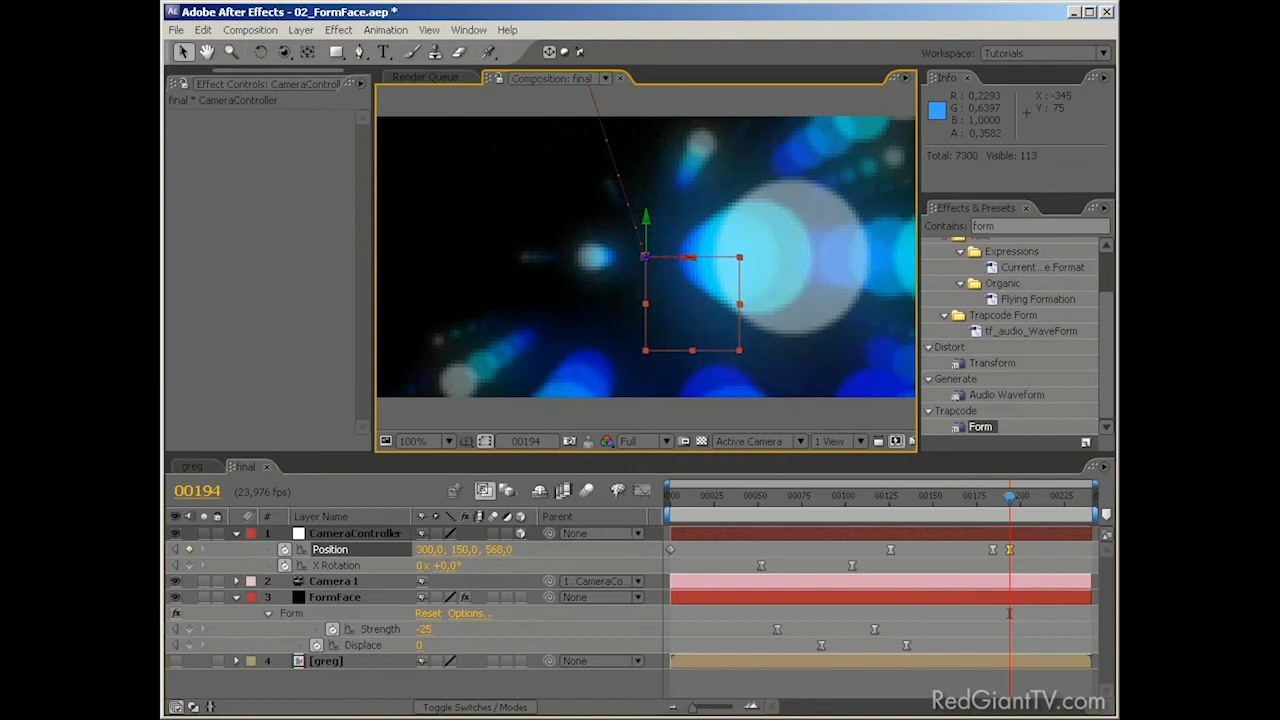 Adobe After Effects - 02_FormFace.aep *
File Edit Composition Layer Effect Animation View Window Help
Workspace: Tutorials
Effect Controls: CameraControl
final * CameraController
Render Queue
Composition: final
Info
R : 0,2293
G : 0,6397
B : 1,0000
A : 0,3582
X : -345
Y : 75
Total: 7300 Visible: 113
Effects & Presets
Contains: form
Expressions
Current...e Format
Organic
Flying Formation
Trapcode Form
tf_audio_WaveForm
Distort
Transform
Generate
Audio Waveform
Trapcode
Form
100% 00194 Full Active Camera 1 View
greg final
00194 (23,976 fps)
:000 00025 00050 00075 00100 00125 00150 00175 00200 00225
# Layer Name Parent
1 CameraController None
Position 300,0, 150,0, 568,0
X Rotation 0x +0,0°
2 Camera 1 1. CameraCo...
3 FormFace None
Form Reset Options...
Strength -25
Displace 0
4 [greg] None
Toggle Switches / Modes
RedGiantTV.com